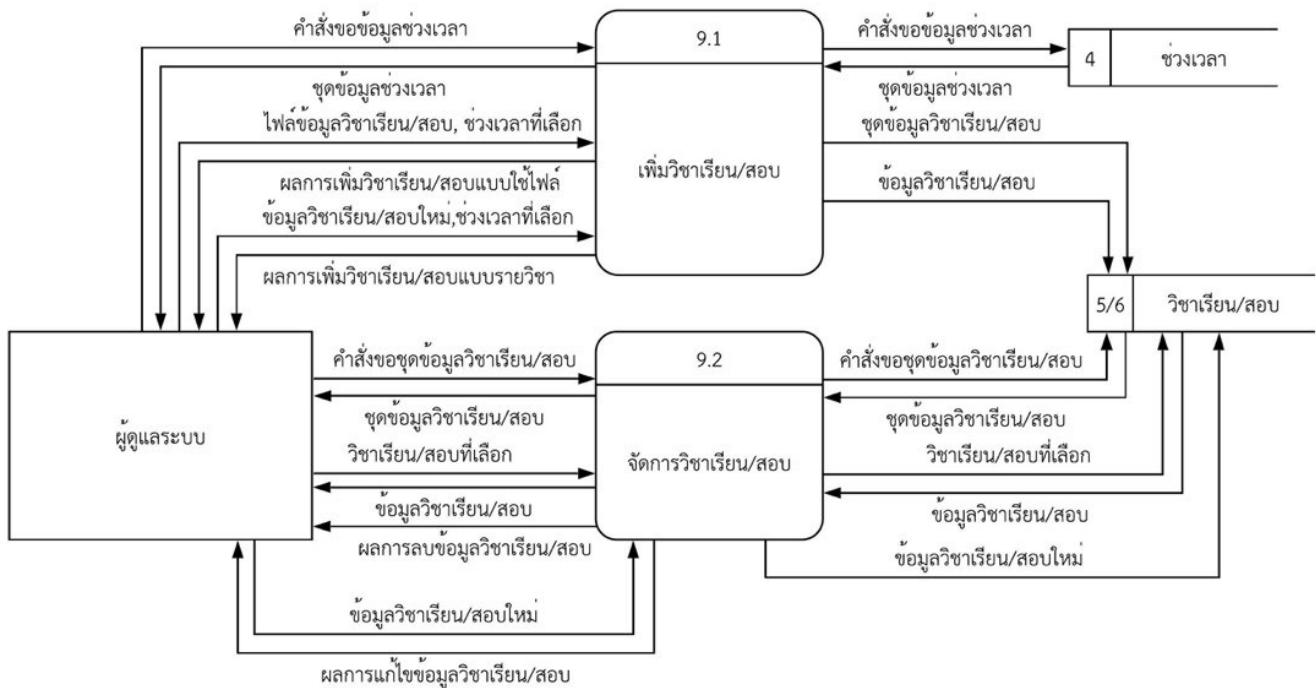 คำสั่งขอข้อมูลช่วงเวลา
9.1
คำสั่งขอข้อมูลช่วงเวลา
4
ช่วงเวลา
ชุดข้อมูลช่วงเวลา
ชุดข้อมูลช่วงเวลา
ไฟล์ข้อมูลวิชาเรียน/สอบ, ช่วงเวลาที่เลือก
ชุดข้อมูลวิชาเรียน/สอบ
เพิ่มวิชาเรียน/สอบ
ผลการเพิ่มวิชาเรียน/สอบแบบใช้ไฟล์
ข้อมูลวิชาเรียน/สอบ
ข้อมูลวิชาเรียน/สอบใหม่,ช่วงเวลาที่เลือก
ผลการเพิ่มวิชาเรียน/สอบแบบรายวิชา
5/6
วิชาเรียน/สอบ
คำสั่งขอชุดข้อมูลวิชาเรียน/สอบ
9.2
คำสั่งขอชุดข้อมูลวิชาเรียน/สอบ
ชุดข้อมูลวิชาเรียน/สอบ
ชุดข้อมูลวิชาเรียน/สอบ
ผู้ดูแลระบบ
วิชาเรียน/สอบที่เลือก
จัดการวิชาเรียน/สอบ
วิชาเรียน/สอบที่เลือก
ข้อมูลวิชาเรียน/สอบ
ข้อมูลวิชาเรียน/สอบ
ผลการลบข้อมูลวิชาเรียน/สอบ
ข้อมูลวิชาเรียน/สอบใหม่
ข้อมูลวิชาเรียน/สอบใหม่
ผลการแก้ไขข้อมูลวิชาเรียน/สอบ